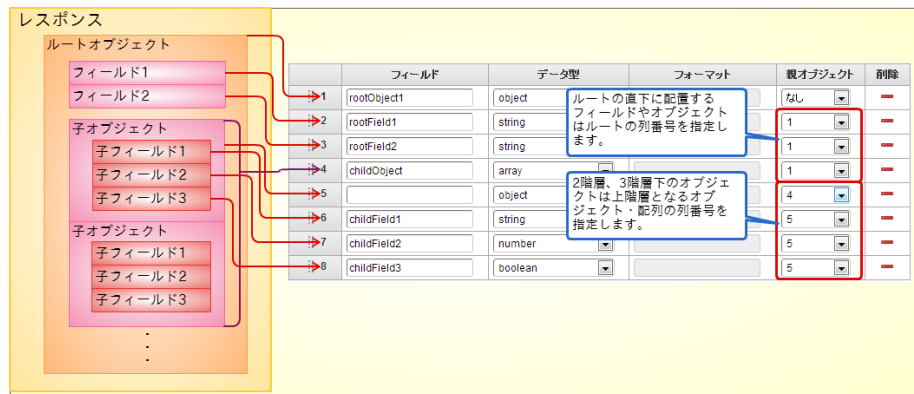 レスポンス
ルートオブジェクト
フィールド1
フィールド2
子オブジェクト
子フィールド1
子フィールド2
子フィールド3
子オブジェクト
子フィールド1
子フィールド2
子フィールド3
フィールド データ型 フォーマット 親オブジェクト 削除
1 rootObject1 object なし
2 rootField1 string 1
3 rootField2 string 1
4 childObject array 1
5 object 4
6 childField1 string 5
7 childField2 number 5
8 childField3 boolean 5
ルートの直下に配置する
フィールドやオブジェクト
はルートの列番号を指定し
ます。
2階層、3階層下のオブジェ
クトは上階層となるオブ
ジェクト・配列の列番号を
指定します。